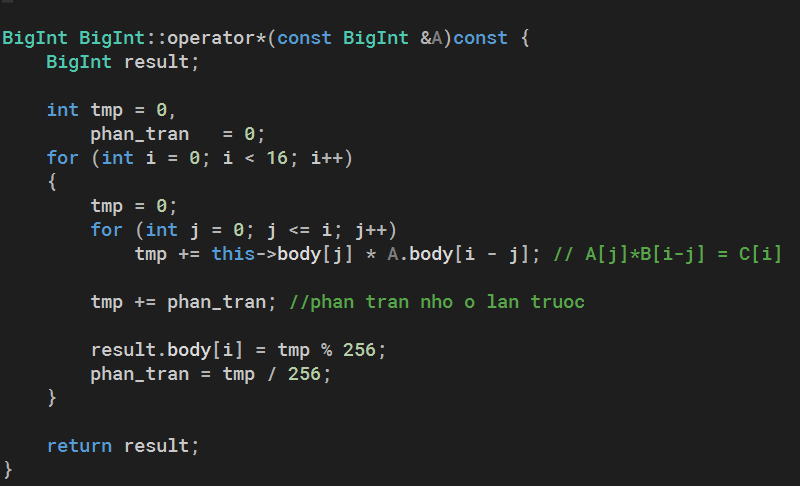 BigInt BigInt::operator*(const BigInt &A)const {
    BigInt result;

    int tmp = 0,
        phan_tran   = 0;
    for (int i = 0; i < 16; i++)
    {
        tmp = 0;
        for (int j = 0; j <= i; j++)
            tmp += this->body[j] * A.body[i - j]; // A[j]*B[i-j] = C[i]

        tmp += phan_tran; //phan tran nho o lan truoc

        result.body[i] = tmp % 256;
        phan_tran = tmp / 256;
    }

    return result;
}